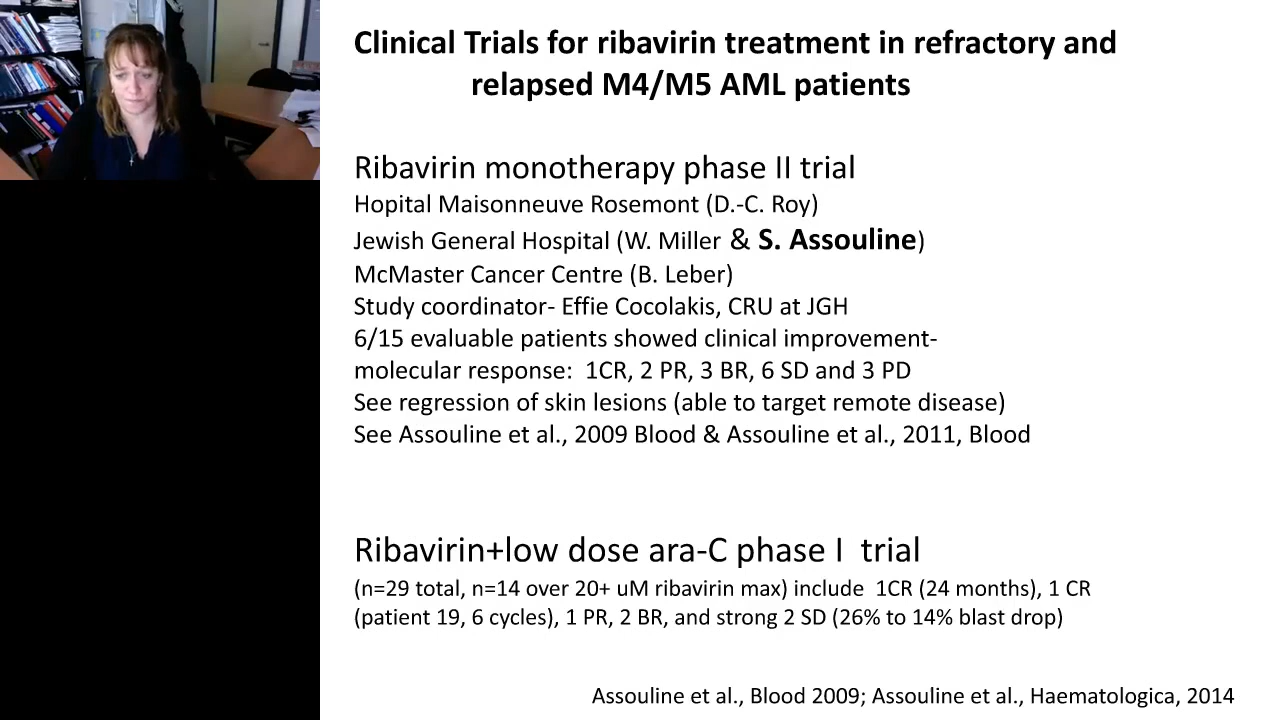 Clinical Trials for ribavirin treatment in refractory and
relapsed M4/M5 AML patients
Ribavirin monotherapy phase II trial
Hopital Maisonneuve Rosemont (D.-C. Roy)
Jewish General Hospital (W. Miller & S. Assouline)
McMaster Cancer Centre (B. Leber)
Study coordinator- Effie Cocolakis, CRU at JGH
6/15 evaluable patients showed clinical improvement-
molecular response:  1CR, 2 PR, 3 BR, 6 SD and 3 PD
See regression of skin lesions (able to target remote disease)
See Assouline et al., 2009 Blood & Assouline et al., 2011, Blood
Ribavirin+low dose ara-C phase I  trial
(n=29 total, n=14 over 20+ uM ribavirin max) include  1CR (24 months), 1 CR
(patient 19, 6 cycles), 1 PR, 2 BR, and strong 2 SD (26% to 14% blast drop)
Assouline et al., Blood 2009; Assouline et al., Haematologica, 2014